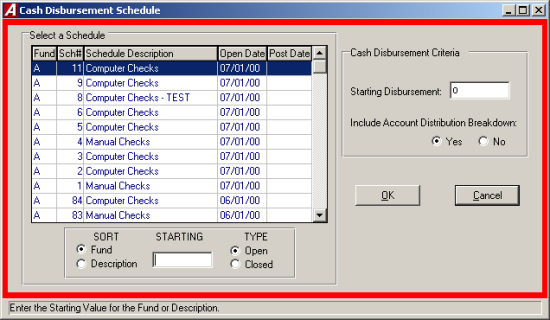 Cash Disbursement Schedule
Select a Schedule
Fund Sch# Schedule Description Open Date Post Date
A 11 Computer Checks 07/01/00
A 9 Computer Checks 07/01/00
A 8 Computer Checks - TEST 07/01/00
A 6 Computer Checks 07/01/00
A 5 Computer Checks 07/01/00
A 4 Manual Checks 07/01/00
A 3 Computer Checks 07/01/00
A 2 Computer Checks 07/01/00
A 1 Manual Checks 07/01/00
A 84 Computer Checks 06/01/00
A 83 Manual Checks 06/01/00
SORT STARTING TYPE
Fund Open
Description Closed
Cash Disbursement Criteria
Starting Disbursement: 0
Include Account Distribution Breakdown:
Yes No
OK Cancel
Enter the Starting Value for the Fund or Description.